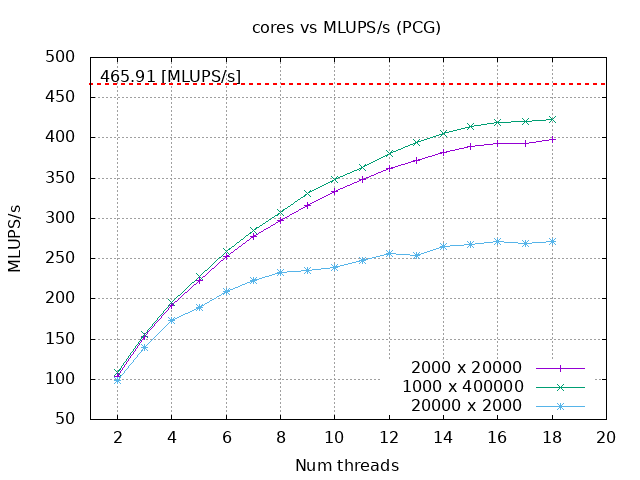 cores vs MLUPS/s (PCG)
500
465.91 [MLUPS/s]
450
400
350
300
MLUPS/s
250
200
150
2000 x 20000
1000 x 400000
100
20000 x 2000
50
2 4 6 8 10 12 14 16 18 20
Num threads